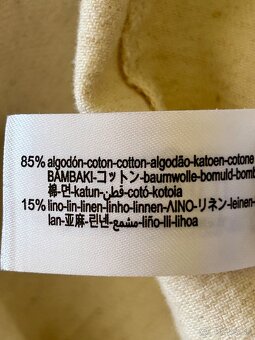 85% algodón-coton-cotton-algodão-katoen-cotone
BAMBAKI-コットン-baumwolle-bomuld-bom
棉-면-katun-قطن-cotó-kotoia
15% lino-lin-linen-linho-linnen-ΛΙΝΟ-リネン-leinen-
lan-亚麻-린넨-مشمع-liño-lli-lihoa